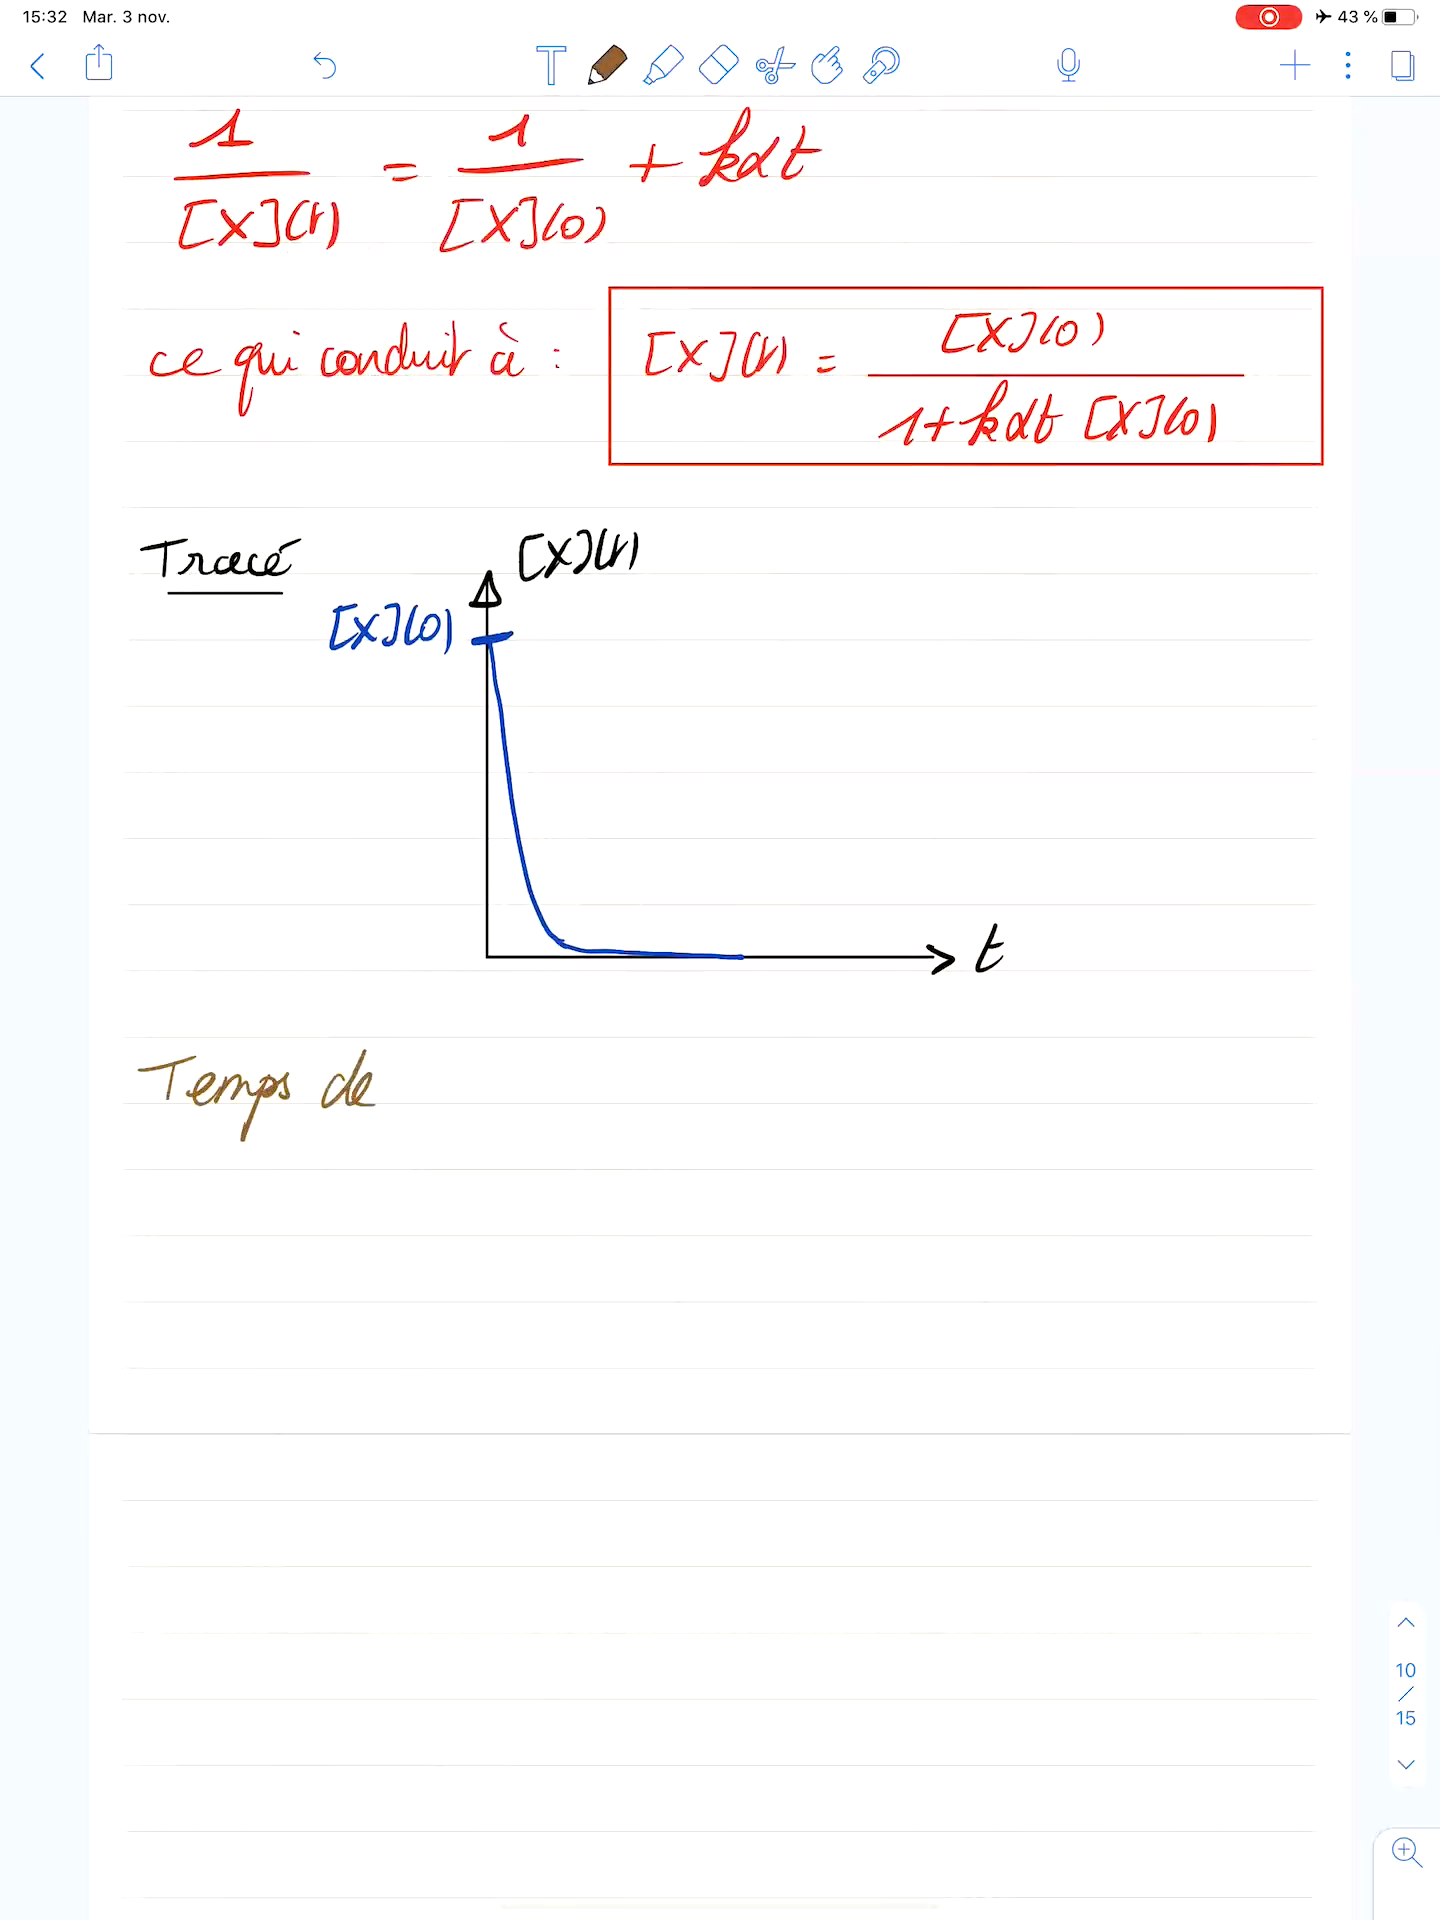 15:32 Mar. 3 nov. 43 %
T
1 / [X](t) = 1 / [X](0) + kαt
ce qui conduit à : [X](t) = [X](0) / 1+kαt [X](0)
Tracé
[X](t)
[X](0)
t
Temps de
10
/
15